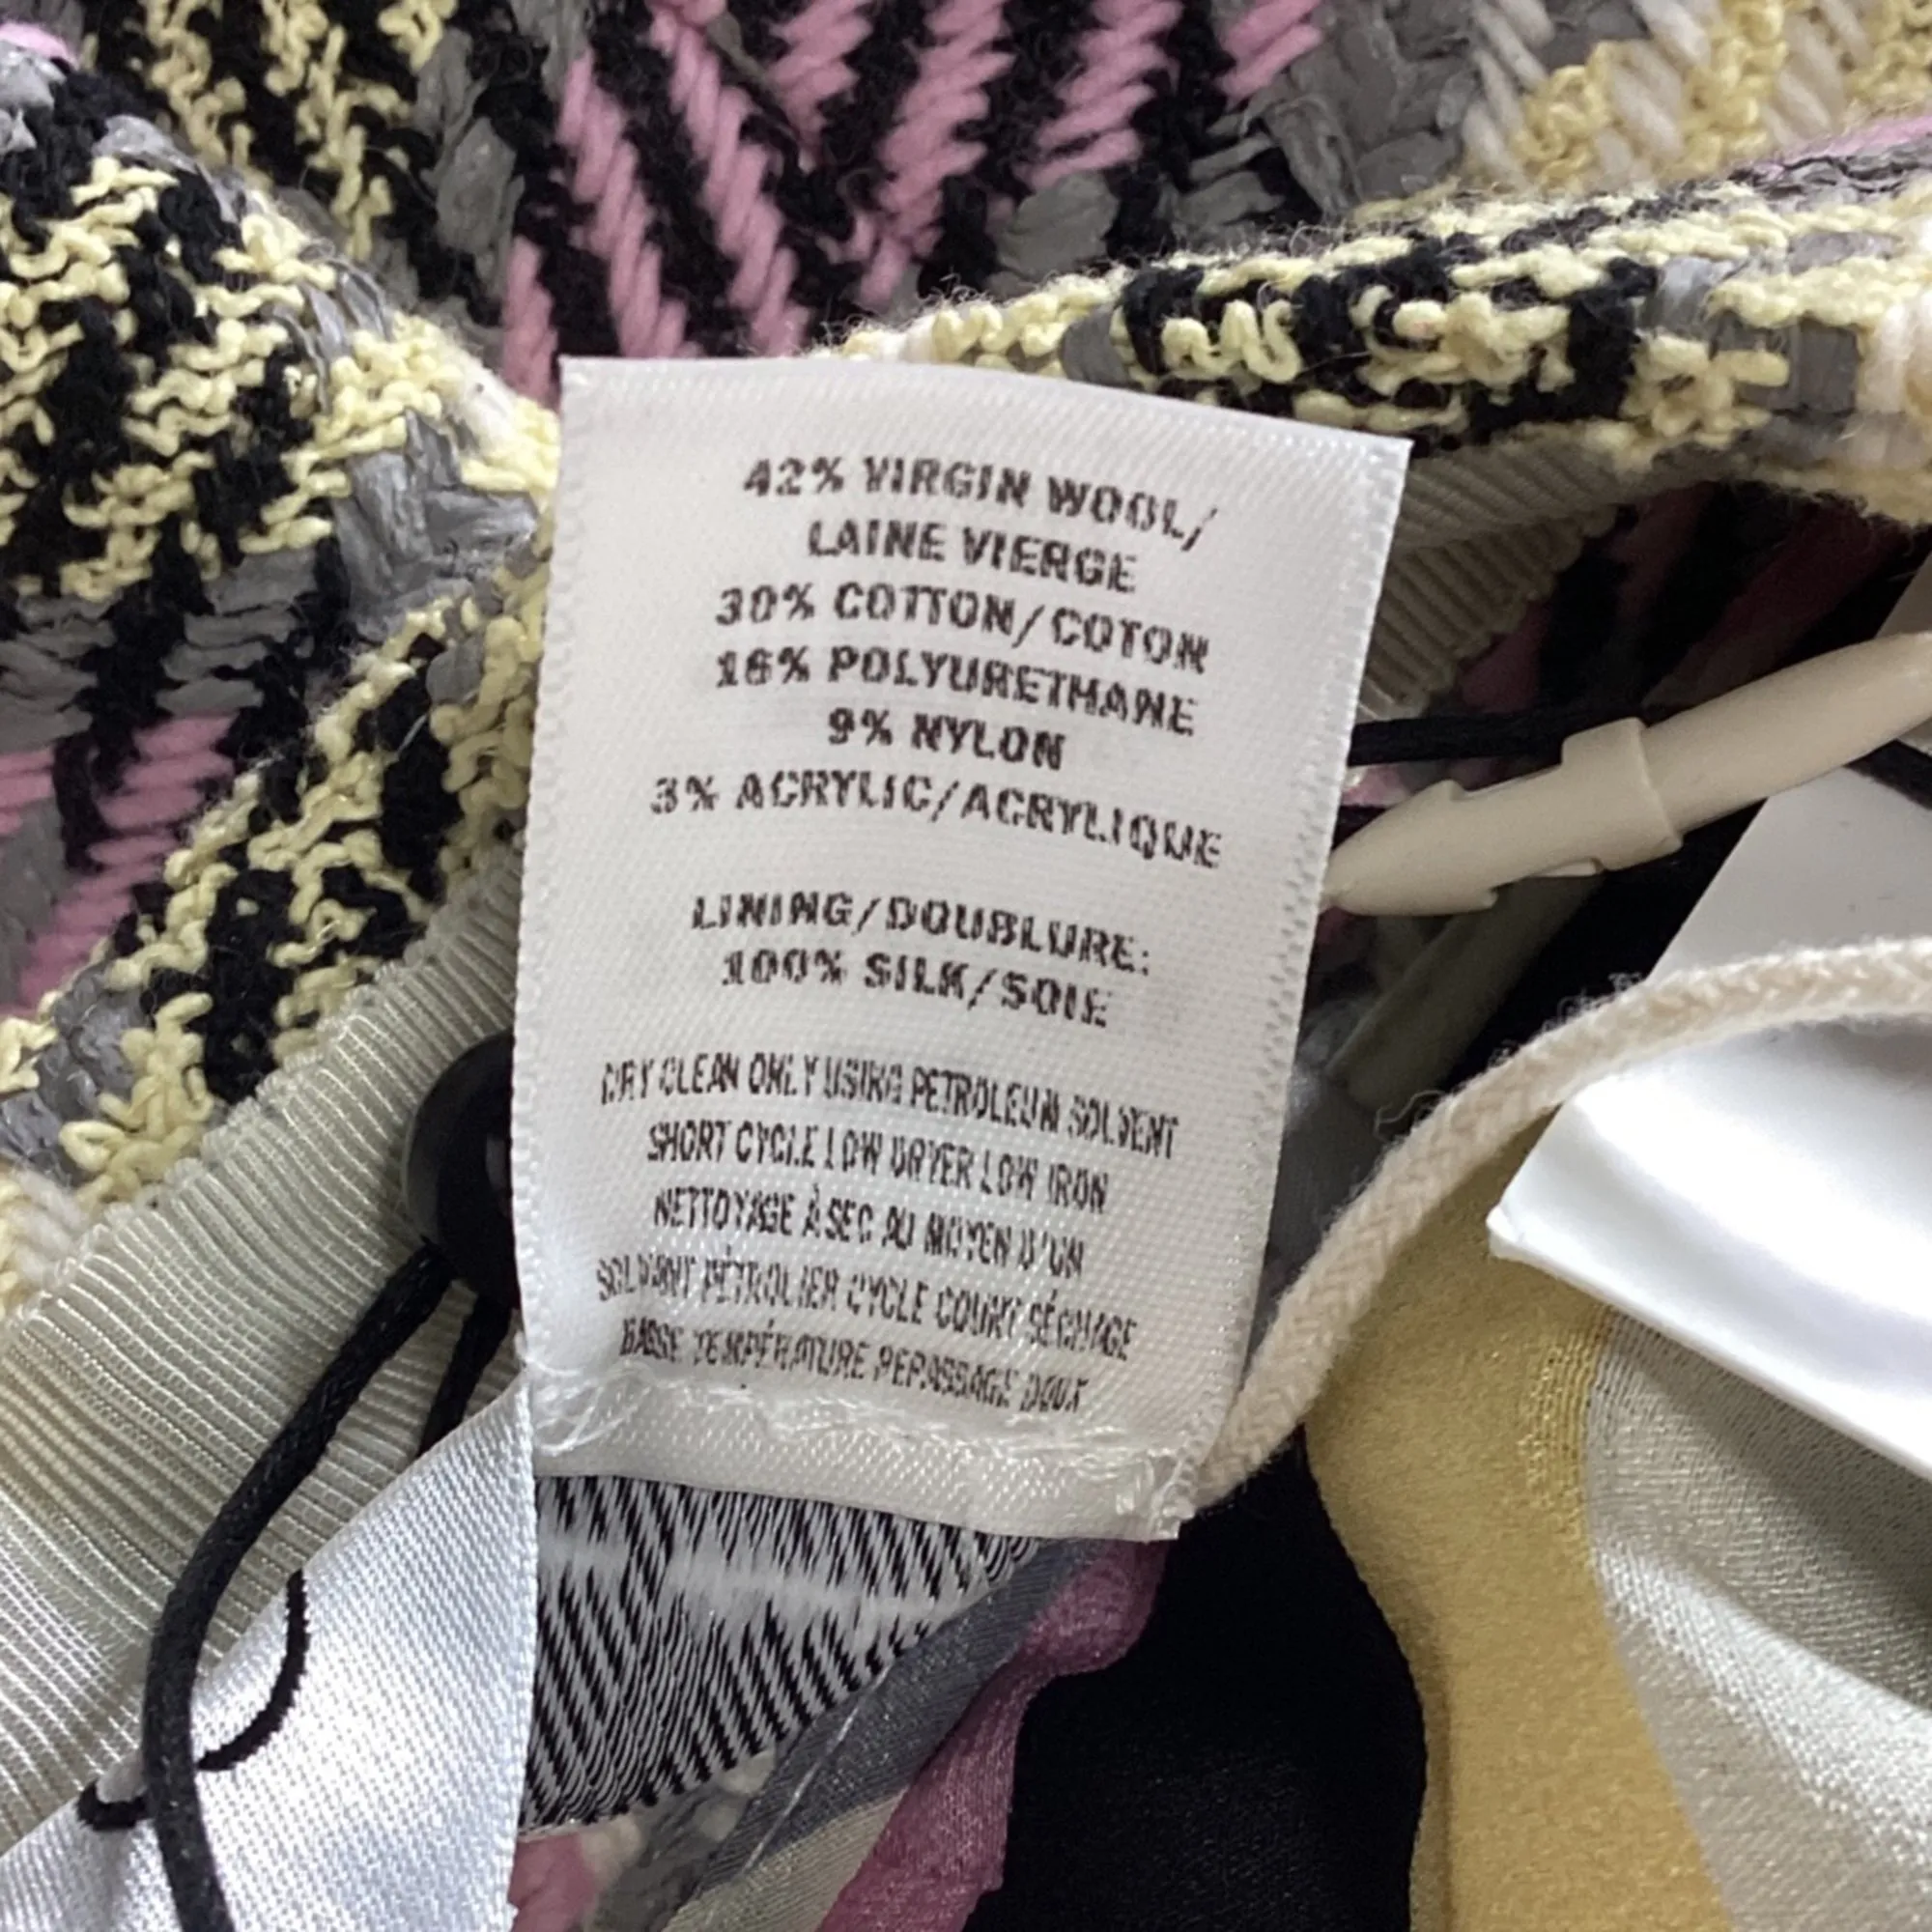 42% VIRGIN WOOL/
LAINE VIERGE
30% COTTON/COTON
16% POLYURETHANE
9% NYLON
3% ACRYLIC/ACRYLIQUE
LINING/DOUBLURE:
100% SILK/SOIE
DRY CLEAN ONLY USING PETROLEUM SOLVENT
SHORT CYCLE LOW DRYER LOW IRON
NETTOYAGE À SEC AU MOYEN D'UN
SOLVANT PÉTROLIER CYCLE COURT SÉCHAGE
BASSE TEMPÉRATURE REPASSAGE DOUX